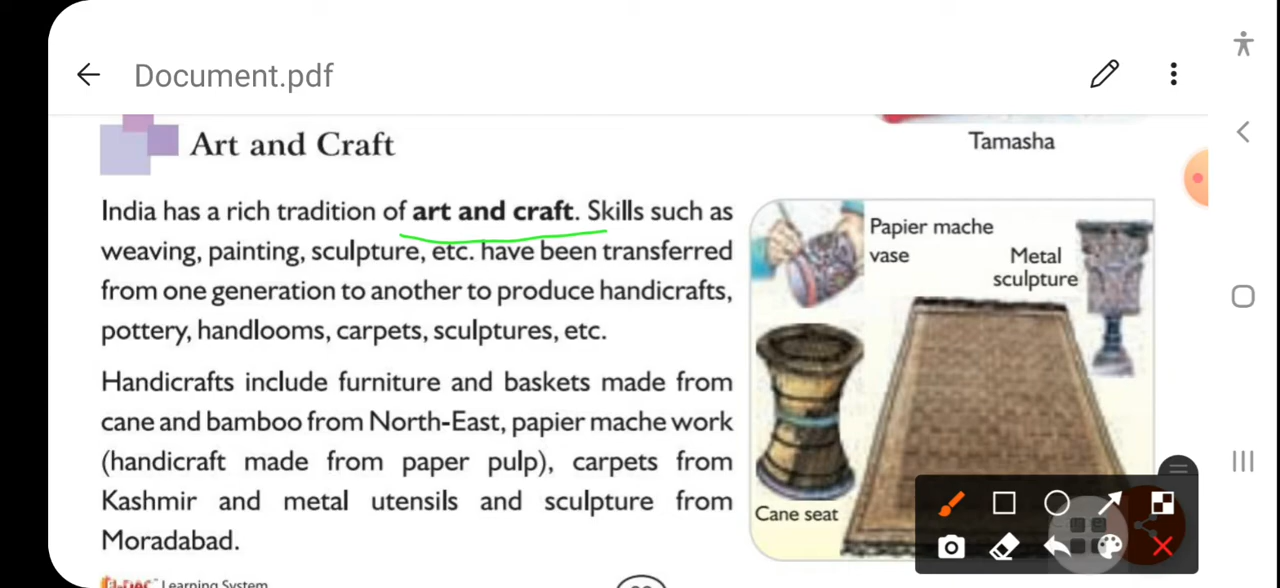 Document.pdf
Art and Craft
Tamasha
India has a rich tradition of art and craft. Skills such as
weaving, painting, sculpture, etc. have been transferred
from one generation to another to produce handicrafts,
pottery, handlooms, carpets, sculptures, etc.
Handicrafts include furniture and baskets made from
cane and bamboo from North-East, papier mache work
(handicraft made from paper pulp), carpets from
Kashmir and metal utensils and sculpture from
Moradabad.
Papier mache
vase
Metal
sculpture
Cane seat
Learning System